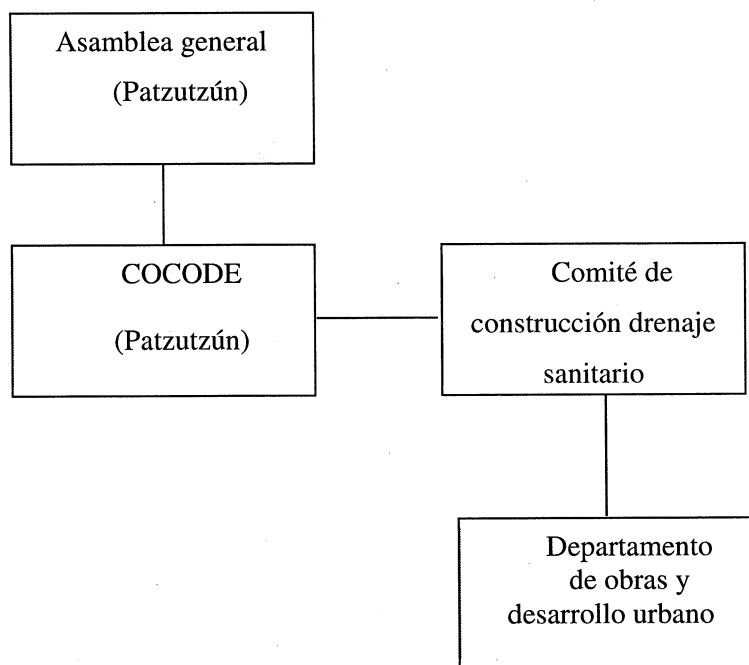 Asamblea general
(Patzutzún)
COCODE
(Patzutzún)
Comité de
construcción drenaje
sanitario
Departamento
de obras y
desarrollo urbano